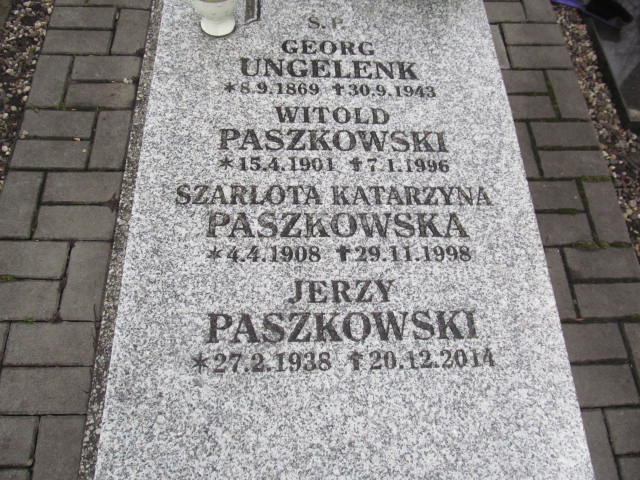 Ś. P.
GEORG
UNGELENK
*8.9.1869 ✝30.9.1943
WITOLD
PASZKOWSKI
*15.4.1901 ✝7.1.1996
SZARLOTA KATARZYNA
PASZKOWSKA
*4.4.1908 ✝29.11.1998
JERZY
PASZKOWSKI
*27.2.1938 ✝20.12.2014